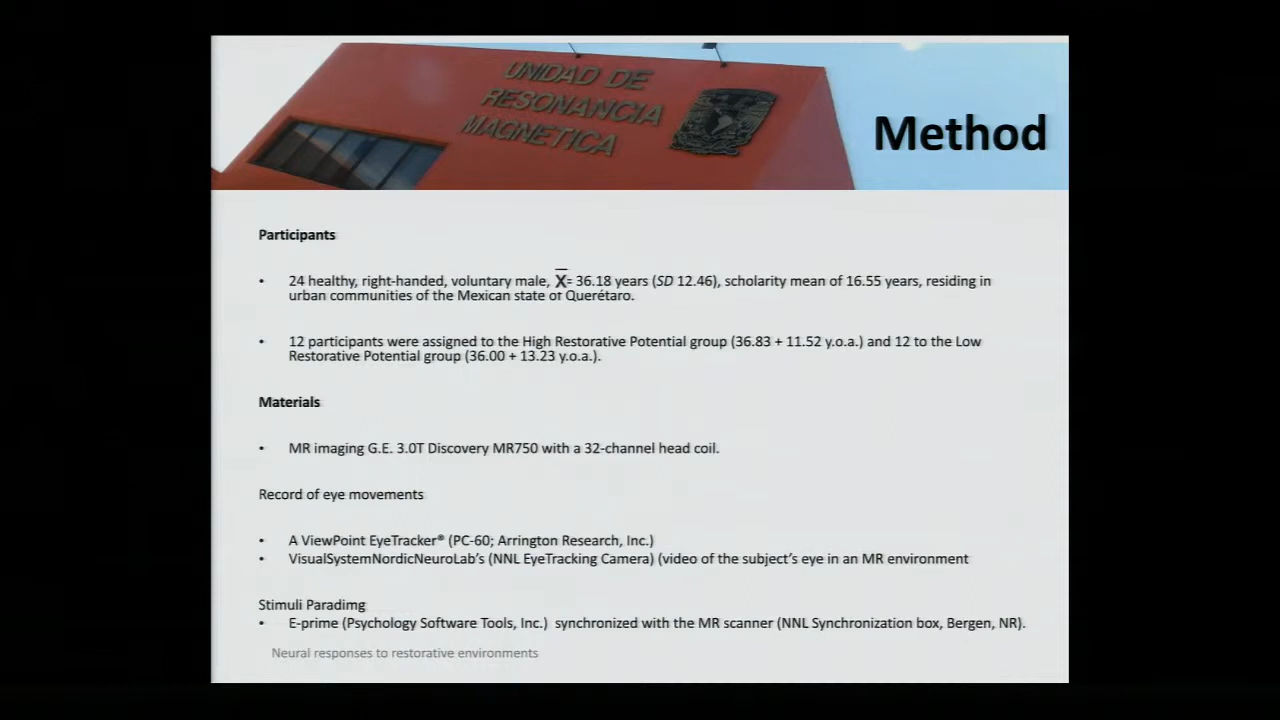 UNIDAD DE
RESONANCIA
MAGNETICA
Method
Participants
• 24 healthy, right-handed, voluntary male, X̅= 36.18 years (SD 12.46), scholarity mean of 16.55 years, residing in
urban communities of the Mexican state of Querétaro.
• 12 participants were assigned to the High Restorative Potential group (36.83 + 11.52 y.o.a.) and 12 to the Low
Restorative Potential group (36.00 + 13.23 y.o.a.).
Materials
• MR imaging G.E. 3.0T Discovery MR750 with a 32-channel head coil.
Record of eye movements
• A ViewPoint EyeTracker® (PC-60; Arrington Research, Inc.)
• VisualSystemNordicNeuroLab's (NNL EyeTracking Camera) (video of the subject's eye in an MR environment
Stimuli Paradimg
• E-prime (Psychology Software Tools, Inc.) synchronized with the MR scanner (NNL Synchronization box, Bergen, NR).
Neural responses to restorative environments